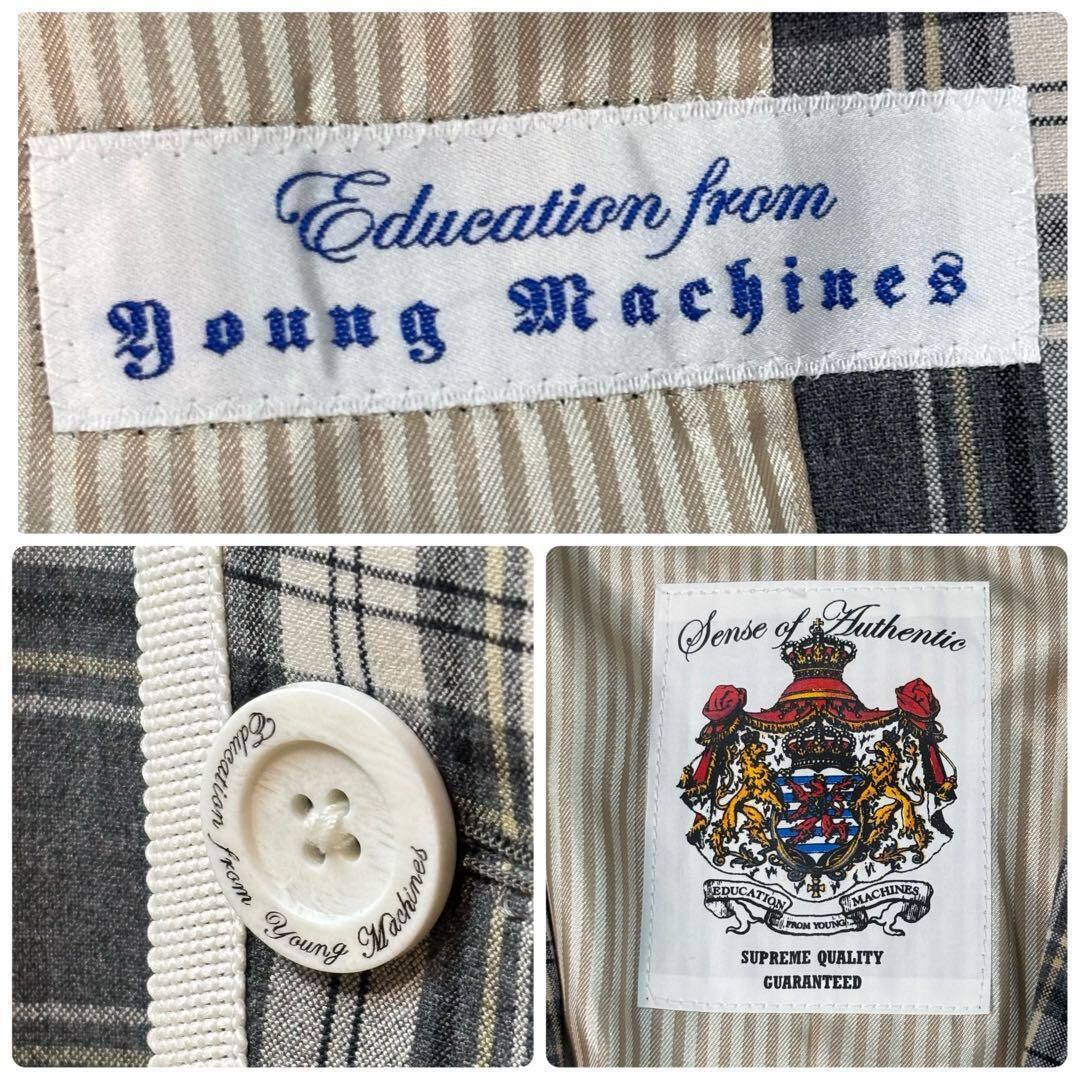 Education from
Young Machines
Education from Young Machines
Sense of Authentic
EDUCATION FROM YOUNG MACHINES
SUPREME QUALITY
GUARANTEED